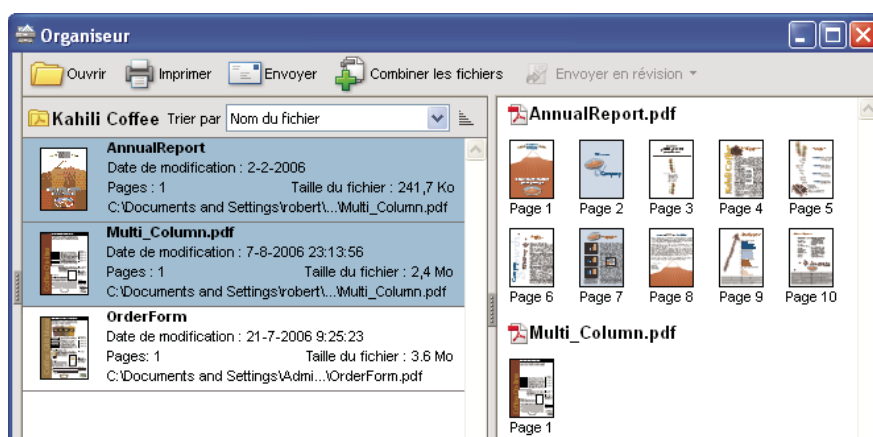 Organiseur
Ouvrir Imprimer Envoyer Combiner les fichiers Envoyer en révision
Kahili Coffee Trier par Nom du fichier
AnnualReport
Date de modification : 2-2-2006
Pages : 1 Taille du fichier : 241,7 Ko
C:\Documents and Settings\robert\...\Multi_Column.pdf
Multi_Column.pdf
Date de modification : 7-8-2006 23:13:56
Pages : 1 Taille du fichier : 2,4 Mo
C:\Documents and Settings\robert\...\Multi_Column.pdf
OrderForm
Date de modification : 21-7-2006 9:25:23
Pages: 1 Taille du fichier : 3.6 Mo
C:\Documents and Settings\Admi...\OrderForm.pdf
AnnualReport.pdf
Page 1 Page 2 Page 3 Page 4 Page 5
Page 6 Page 7 Page 8 Page 9 Page 10
Multi_Column.pdf
Page 1